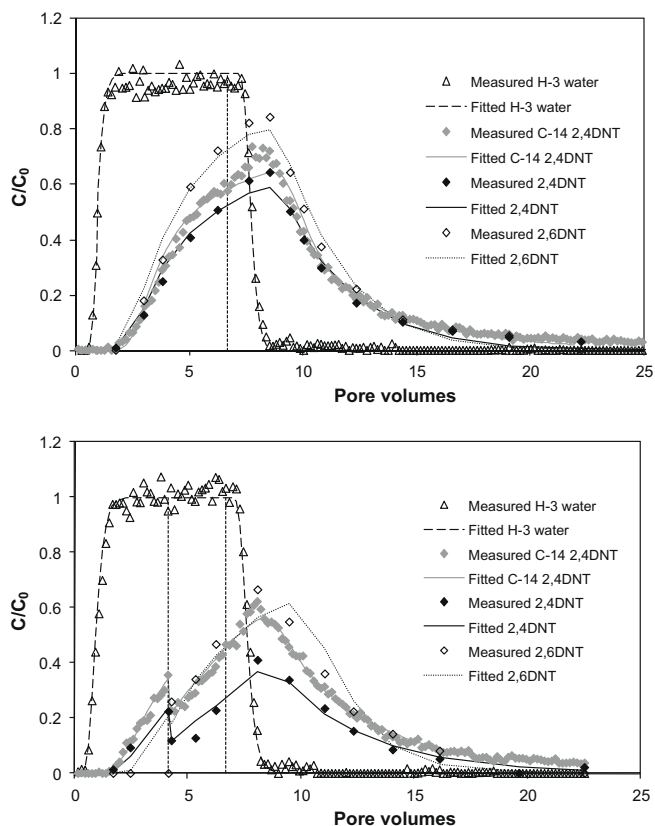 1.2
1
0.8
0.6
0.4
0.2
0
C/C0
0 5 10 15 20 25
Pore volumes
Measured H-3 water
Fitted H-3 water
Measured C-14 2,4DNT
Fitted C-14 2,4DNT
Measured 2,4DNT
Fitted 2,4DNT
Measured 2,6DNT
Fitted 2,6DNT
1.2
1
0.8
0.6
0.4
0.2
0
C/C0
0 5 10 15 20 25
Pore volumes
Measured H-3 water
Fitted H-3 water
Measured C-14 2,4DNT
Fitted C-14 2,4DNT
Measured 2,4DNT
Fitted 2,4DNT
Measured 2,6DNT
Fitted 2,6DNT